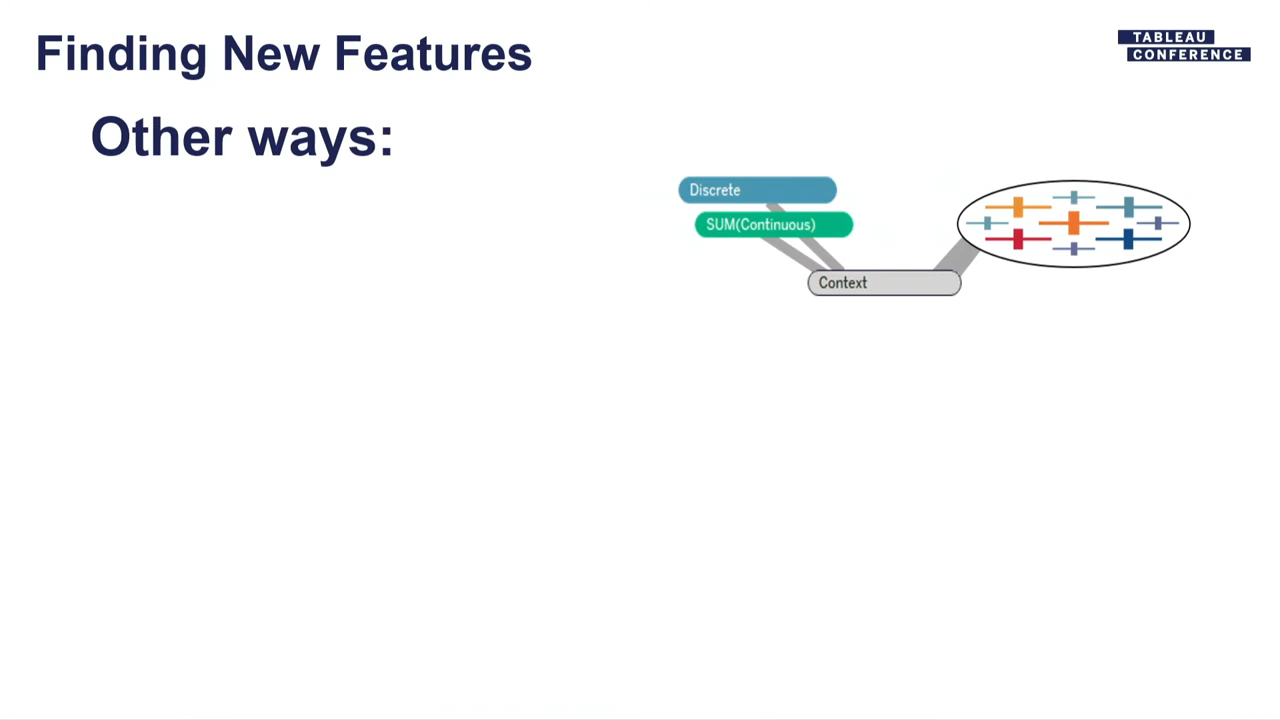 Finding New Features
TABLEAU
CONFERENCE
Other ways:
Discrete
SUM(Continuous)
Context